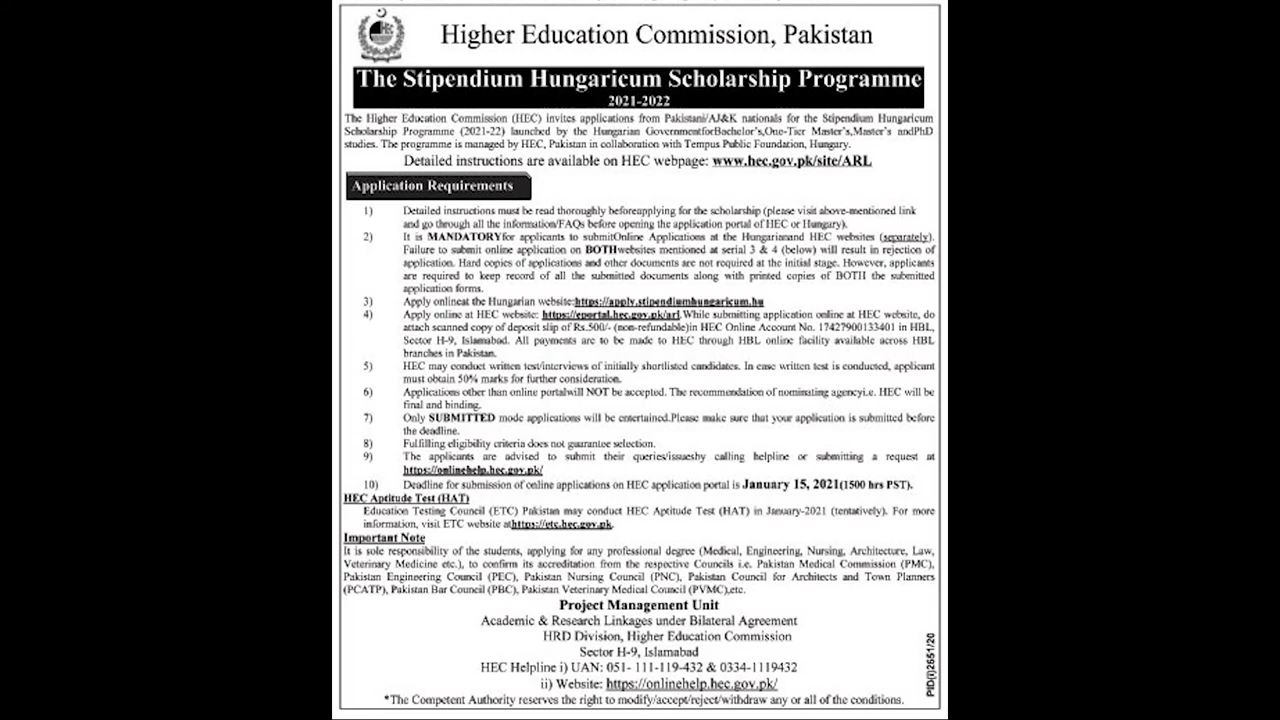 Higher Education Commission, Pakistan
The Stipendium Hungaricum Scholarship Programme
2021-2022
The Higher Education Commission (HEC) invites applications from Pakistani/AJ&K nationals for the Stipendium Hungaricum
Scholarship Programme (2021-22) launched by the Hungarian GovernmentforBachelor's,One-Tier Master's,Master's andPhD
studies. The programme is managed by HEC, Pakistan in collaboration with Tempus Public Foundation, Hungary.
Detailed instructions are available on HEC webpage: www.hec.gov.pk/site/ARL
Application Requirements
1) Detailed instructions must be read thoroughly beforeapplying for the scholarship (please visit above-mentioned link
and go through all the information/FAQs before opening the application portal of HEC or Hungary).
2) It is MANDATORYfor applicants to submitOnline Applications at the Hungarianand HEC websites (separately).
Failure to submit online application on BOTHwebsites mentioned at serial 3 & 4 (below) will result in rejection of
application. Hard copies of applications and other documents are not required at the initial stage. However, applicants
are required to keep record of all the submitted documents along with printed copies of BOTH the submitted
application forms.
3) Apply onlineat the Hungarian website:https://apply.stipendiumhungaricum.hu
4) Apply online at HEC website: https://eportal.hec.gov.pk/arl.While submitting application online at HEC website, do
attach scanned copy of deposit slip of Rs.500/- (non-refundable)in HEC Online Account No. 17427900133401 in HBL,
Sector H-9, Islamabad. All payments are to be made to HEC through HBL online facility available across HBL
branches in Pakistan.
5) HEC may conduct written test/interviews of initially shortlisted candidates. In case written test is conducted, applicant
must obtain 50% marks for further consideration.
6) Applications other than online portalwill NOT be accepted. The recommendation of nominating agencyi.e. HEC will be
final and binding.
7) Only SUBMITTED mode applications will be entertained.Please make sure that your application is submitted before
the deadline.
8) Fulfilling eligibility criteria does not guarantee selection.
9) The applicants are advised to submit their queries/issuesby calling helpline or submitting a request at
https://onlinehelp.hec.gov.pk/
10) Deadline for submission of online applications on HEC application portal is January 15, 2021(1500 hrs PST).
HEC Aptitude Test (HAT)
Education Testing Council (ETC) Pakistan may conduct HEC Aptitude Test (HAT) in January-2021 (tentatively). For more
information, visit ETC website athttps://etc.hec.gov.pk.
Important Note
It is sole responsibility of the students, applying for any professional degree (Medical, Engineering, Nursing, Architecture, Law,
Veterinary Medicine etc.), to confirm its accreditation from the respective Councils i.e. Pakistan Medical Commission (PMC),
Pakistan Engineering Council (PEC), Pakistan Nursing Council (PNC), Pakistan Council for Architects and Town Planners
(PCATP), Pakistan Bar Council (PBC), Pakistan Veterinary Medical Council (PVMC),etc.
Project Management Unit
Academic & Research Linkages under Bilateral Agreement
HRD Division, Higher Education Commission
Sector H-9, Islamabad
HEC Helpline i) UAN: 051- 111-119-432 & 0334-1119432
ii) Website: https://onlinehelp.hec.gov.pk/
*The Competent Authority reserves the right to modify/accept/reject/withdraw any or all of the conditions.
PID(i)2651/20